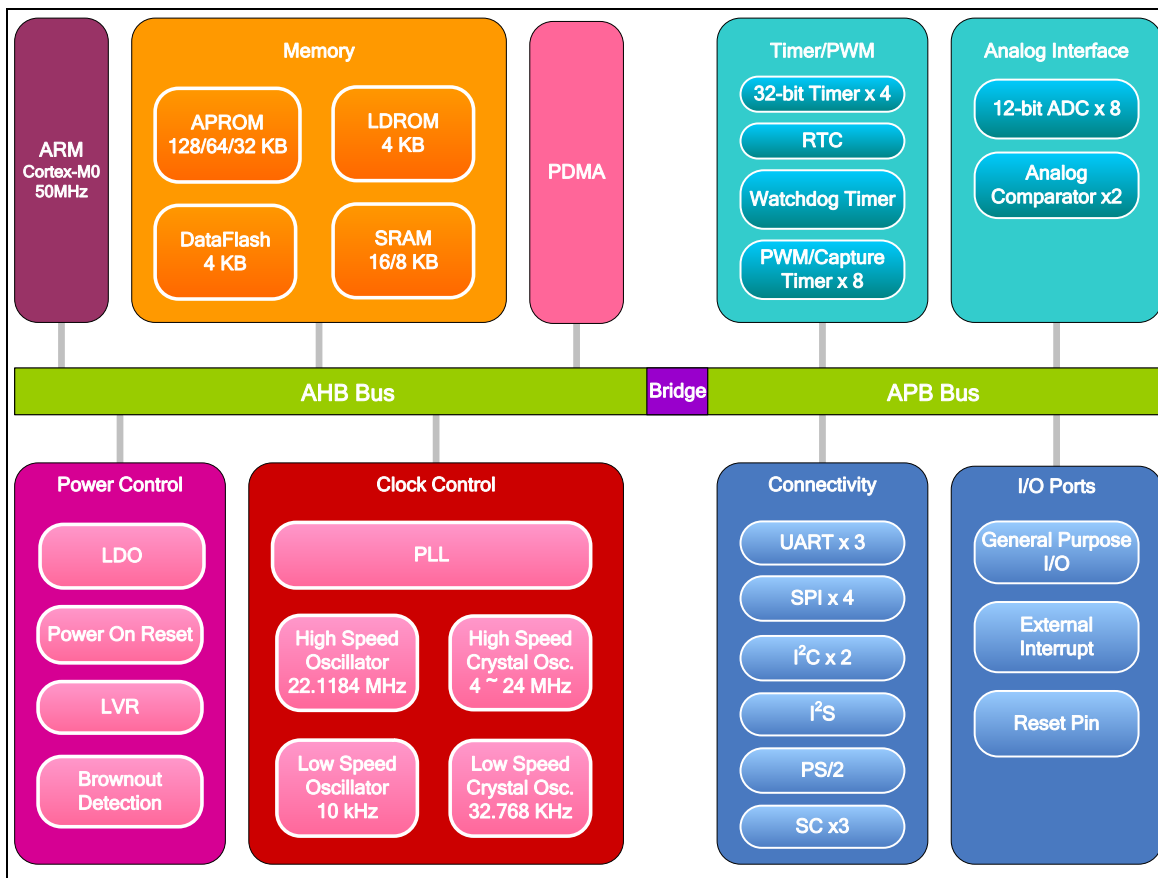 ARM
Cortex-M0
50MHz
Memory
APROM
128/64/32 KB
LDROM
4 KB
DataFlash
4 KB
SRAM
16/8 KB
PDMA
Timer/PWM
32-bit Timer x 4
RTC
Watchdog Timer
PWM/Capture
Timer x 8
Analog Interface
12-bit ADC x 8
Analog
Comparator x2
AHB Bus
Bridge
APB Bus
Power Control
LDO
Power On Reset
LVR
Brownout
Detection
Clock Control
PLL
High Speed
Oscillator
22.1184 MHz
High Speed
Crystal Osc.
4 ~ 24 MHz
Low Speed
Oscillator
10 kHz
Low Speed
Crystal Osc.
32.768 KHz
Connectivity
UART x 3
SPI x 4
I²C x 2
I²S
PS/2
SC x3
I/O Ports
General Purpose
I/O
External
Interrupt
Reset Pin